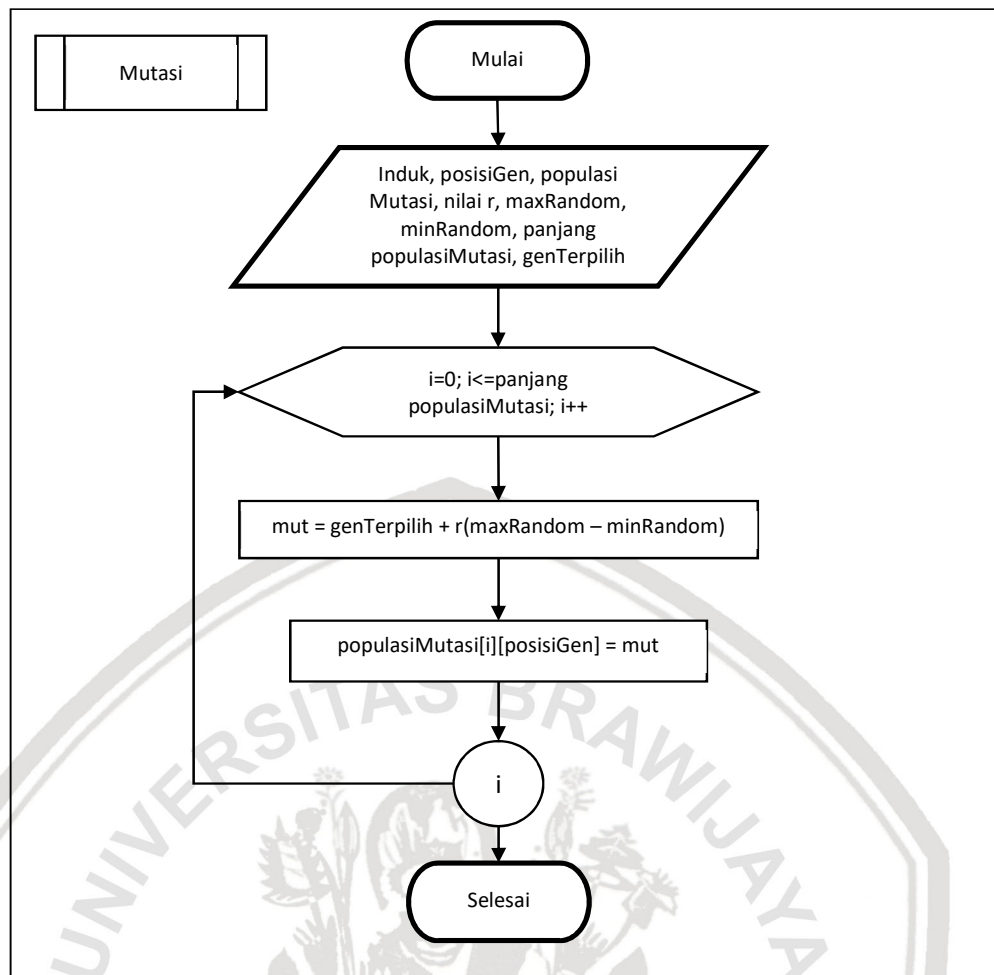 Mutasi
Mulai
Induk, posisiGen, populasi
Mutasi, nilai r, maxRandom,
minRandom, panjang
populasiMutasi, genTerpilih
i=0; i<=panjang
populasiMutasi; i++
mut = genTerpilih + r(maxRandom – minRandom)
populasiMutasi[i][posisiGen] = mut
i
Selesai
UNIVERSITAS BRAWIJAYA